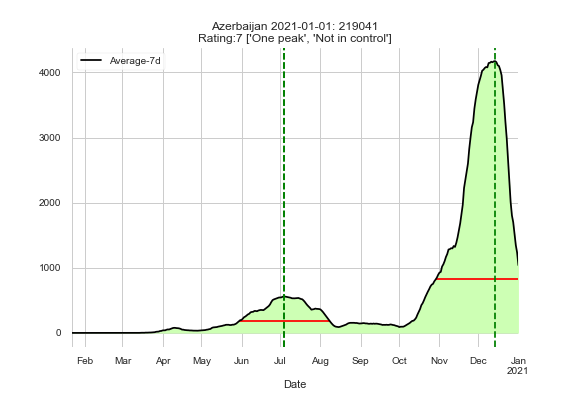 Azerbaijan 2021-01-01: 219041
Rating:7 ['One peak', 'Not in control']
Average-7d
4000
3000
2000
1000
0
Feb Mar Apr May Jun Jul Aug Sep Oct Nov Dec Jan
2021
Date